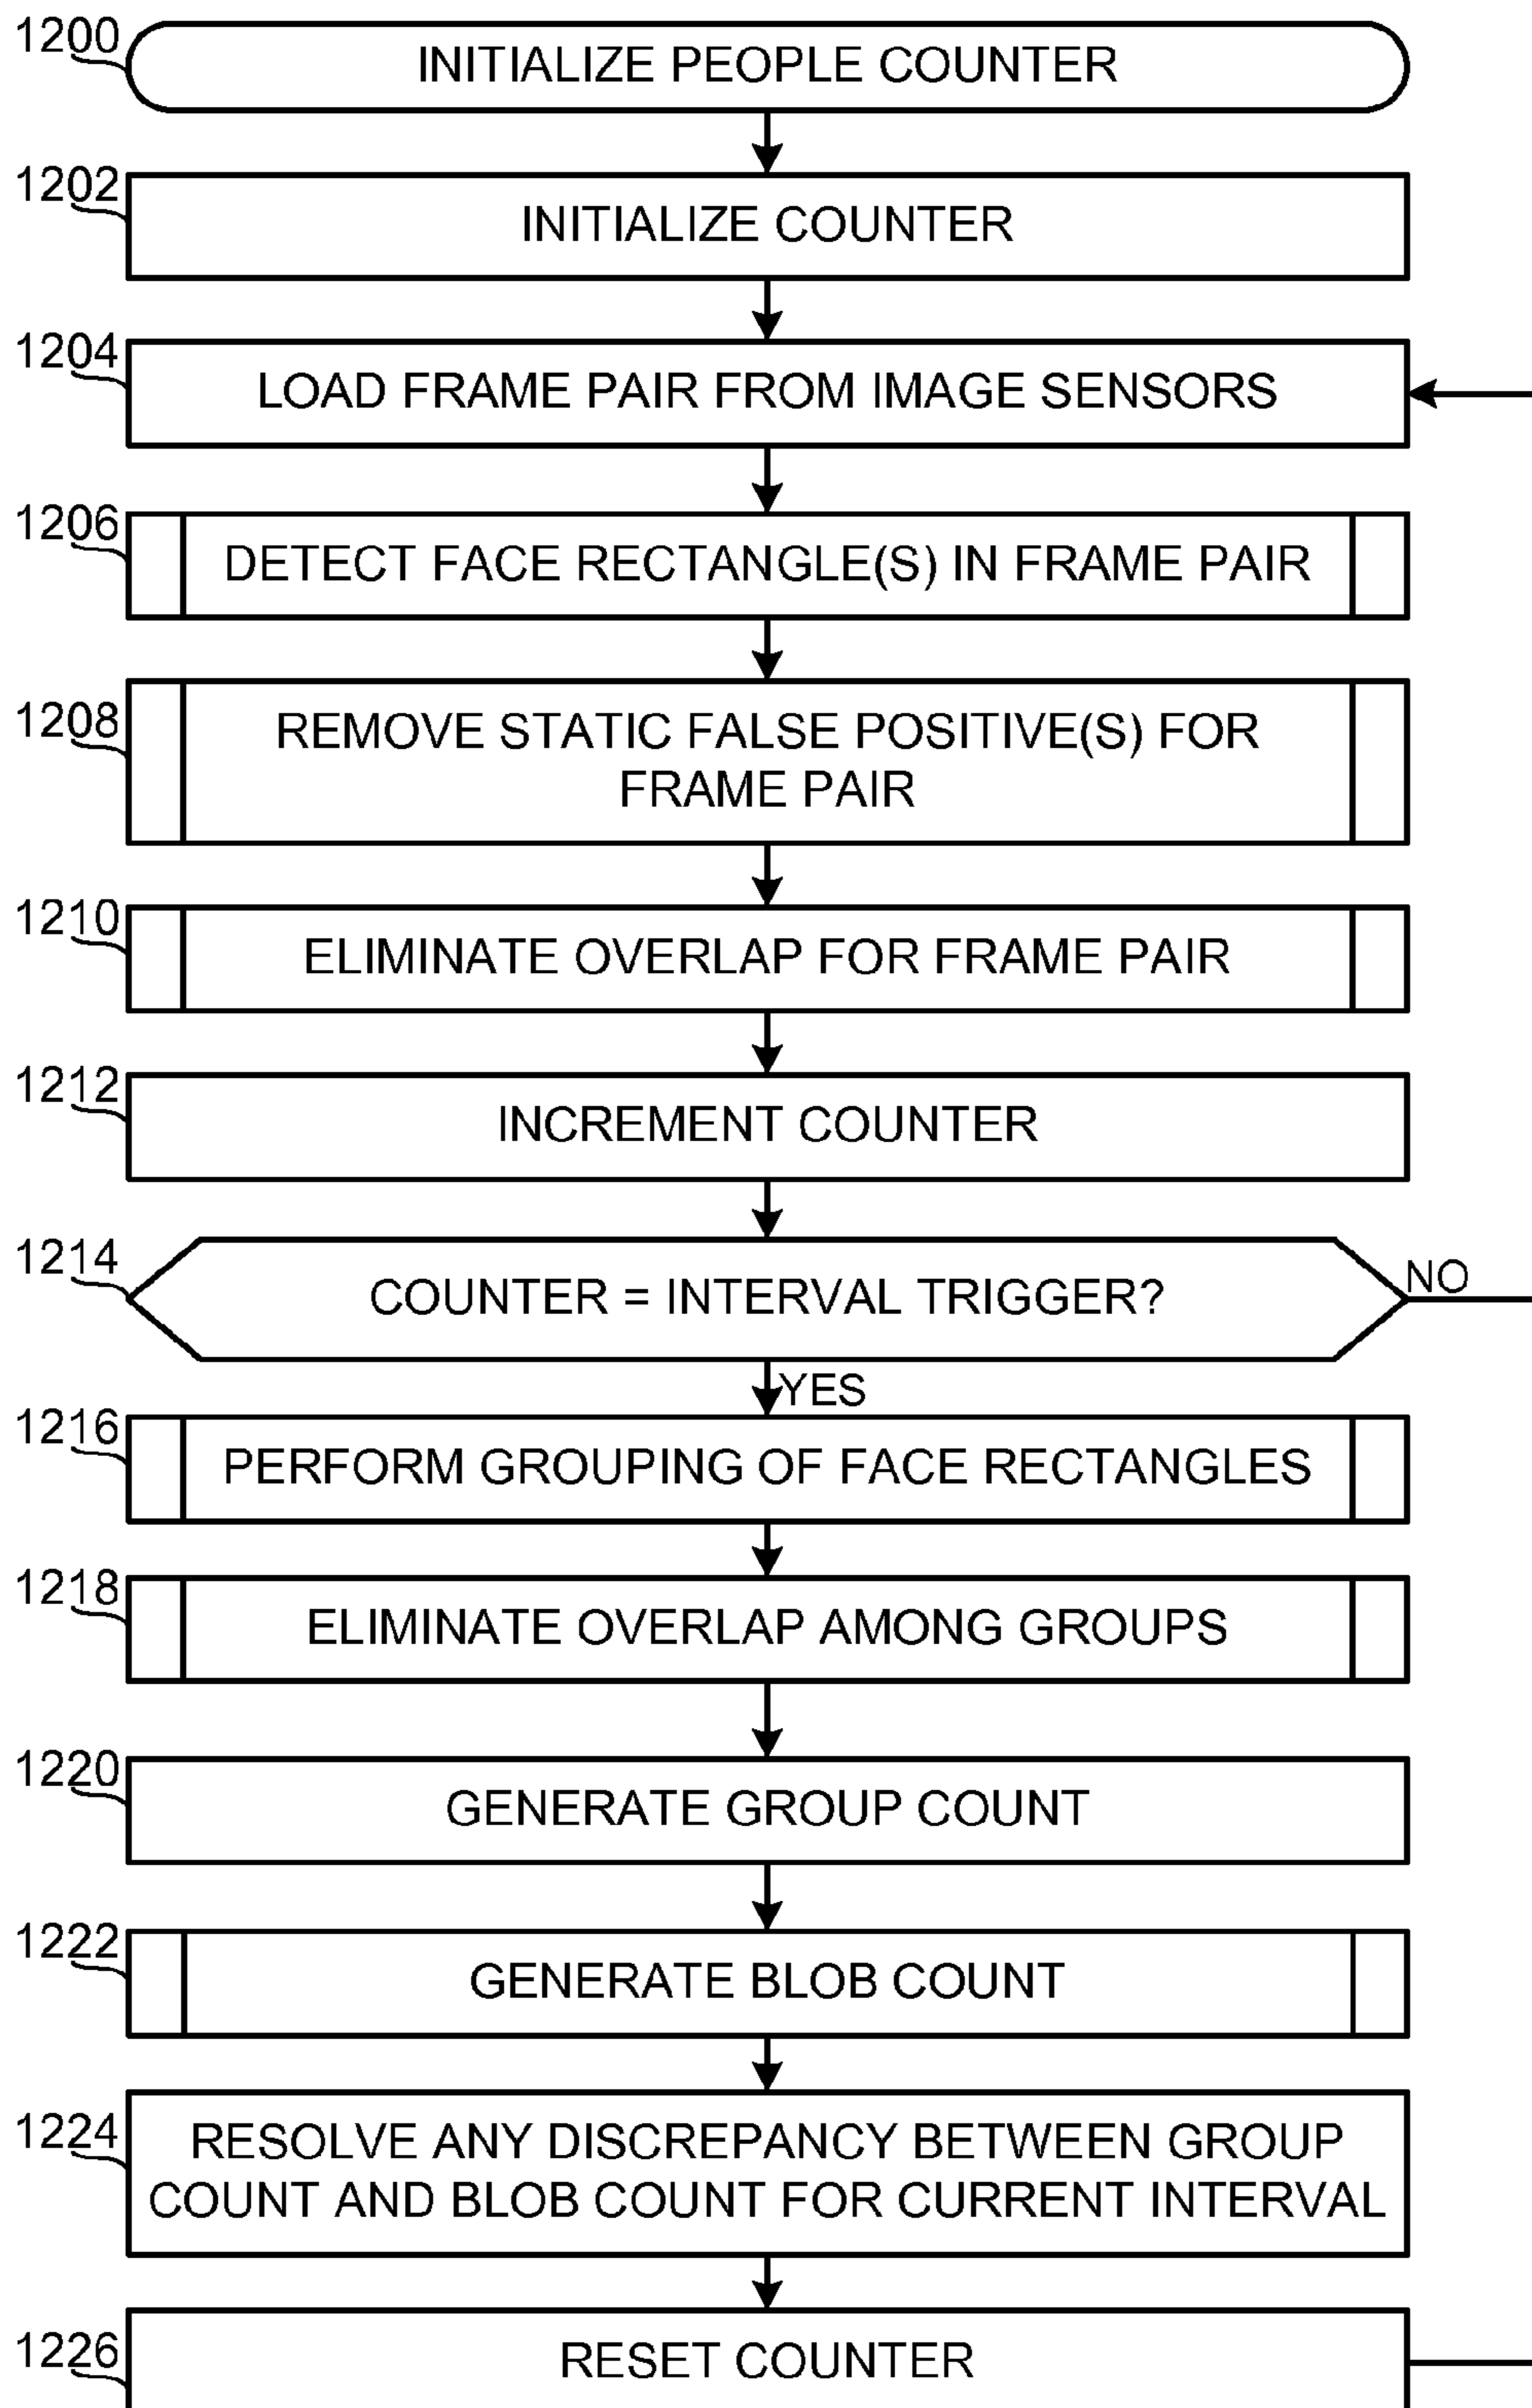 1200
INITIALIZE PEOPLE COUNTER
1202
INITIALIZE COUNTER
1204
LOAD FRAME PAIR FROM IMAGE SENSORS
1206
DETECT FACE RECTANGLE(S) IN FRAME PAIR
1208
REMOVE STATIC FALSE POSITIVE(S) FOR
FRAME PAIR
1210
ELIMINATE OVERLAP FOR FRAME PAIR
1212
INCREMENT COUNTER
1214
COUNTER = INTERVAL TRIGGER?
NO
YES
1216
PERFORM GROUPING OF FACE RECTANGLES
1218
ELIMINATE OVERLAP AMONG GROUPS
1220
GENERATE GROUP COUNT
1222
GENERATE BLOB COUNT
1224
RESOLVE ANY DISCREPANCY BETWEEN GROUP
COUNT AND BLOB COUNT FOR CURRENT INTERVAL
1226
RESET COUNTER